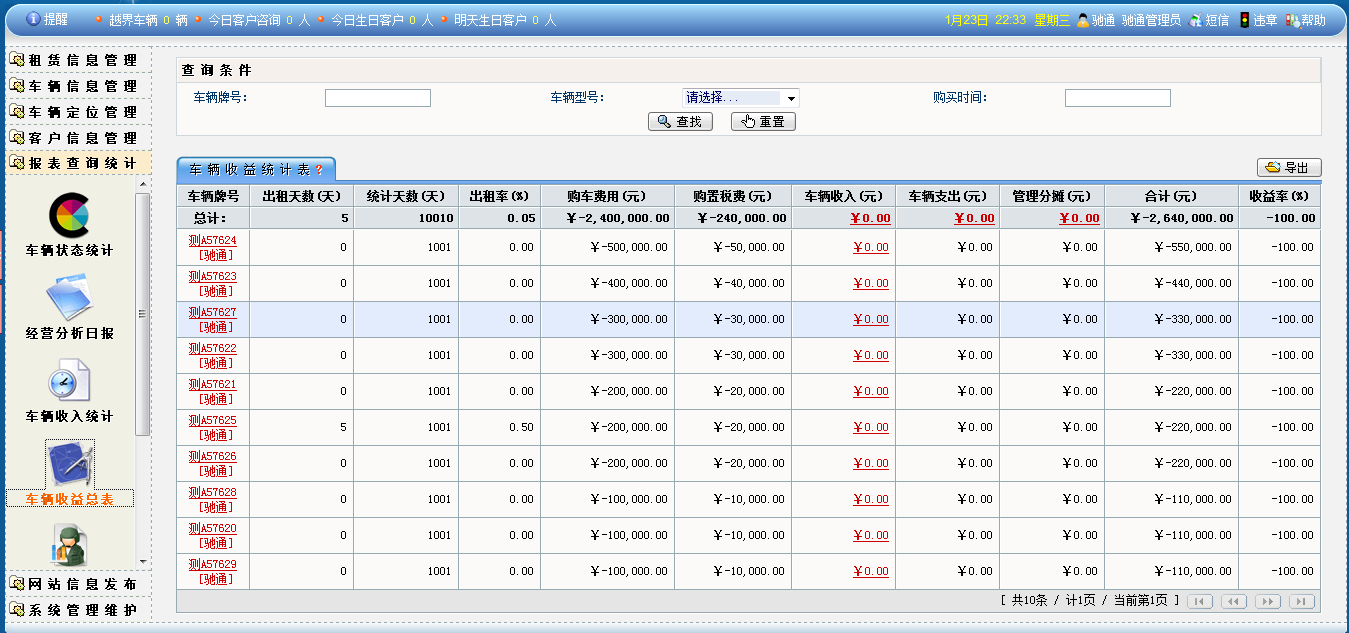 提醒 越界车辆 0 辆 今日客户咨询 0 人 今日生日客户 0 人 明天生日客户 0 人 1月23日 22:33 星期三 驰通 驰通管理员 短信 违章 帮助
租赁信息管理
车辆信息管理
车辆定位管理
客户信息管理
报表查询统计
车辆状态统计
经营分析日报
车辆收入统计
车辆收益总表
网站信息发布
系统管理维护
查询条件
车辆牌号: 车辆型号: 请选择... 购买时间:
查找 重置
车辆收益统计表? 导出
车辆牌号 出租天数(天) 统计天数(天) 出租率(%) 购车费用(元) 购置税费(元) 车辆收入(元) 车辆支出(元) 管理分摊(元) 合计(元) 收益率(%)
总计: 5 10010 0.05 ¥-2,400,000.00 ¥-240,000.00 ¥0.00 ¥0.00 ¥0.00 ¥-2,640,000.00 -100.00
测A57624
[驰通] 0 1001 0.00 ¥-500,000.00 ¥-50,000.00 ¥0.00 ¥0.00 ¥0.00 ¥-550,000.00 -100.00
测A57623
[驰通] 0 1001 0.00 ¥-400,000.00 ¥-40,000.00 ¥0.00 ¥0.00 ¥0.00 ¥-440,000.00 -100.00
测A57627
[驰通] 0 1001 0.00 ¥-300,000.00 ¥-30,000.00 ¥0.00 ¥0.00 ¥0.00 ¥-330,000.00 -100.00
测A57622
[驰通] 0 1001 0.00 ¥-300,000.00 ¥-30,000.00 ¥0.00 ¥0.00 ¥0.00 ¥-330,000.00 -100.00
测A57621
[驰通] 0 1001 0.00 ¥-200,000.00 ¥-20,000.00 ¥0.00 ¥0.00 ¥0.00 ¥-220,000.00 -100.00
测A57625
[驰通] 5 1001 0.50 ¥-200,000.00 ¥-20,000.00 ¥0.00 ¥0.00 ¥0.00 ¥-220,000.00 -100.00
测A57626
[驰通] 0 1001 0.00 ¥-200,000.00 ¥-20,000.00 ¥0.00 ¥0.00 ¥0.00 ¥-220,000.00 -100.00
测A57628
[驰通] 0 1001 0.00 ¥-100,000.00 ¥-10,000.00 ¥0.00 ¥0.00 ¥0.00 ¥-110,000.00 -100.00
测A57620
[驰通] 0 1001 0.00 ¥-100,000.00 ¥-10,000.00 ¥0.00 ¥0.00 ¥0.00 ¥-110,000.00 -100.00
测A57629
[驰通] 0 1001 0.00 ¥-100,000.00 ¥-10,000.00 ¥0.00 ¥0.00 ¥0.00 ¥-110,000.00 -100.00
[ 共10条 / 计1页 / 当前第1页 ]